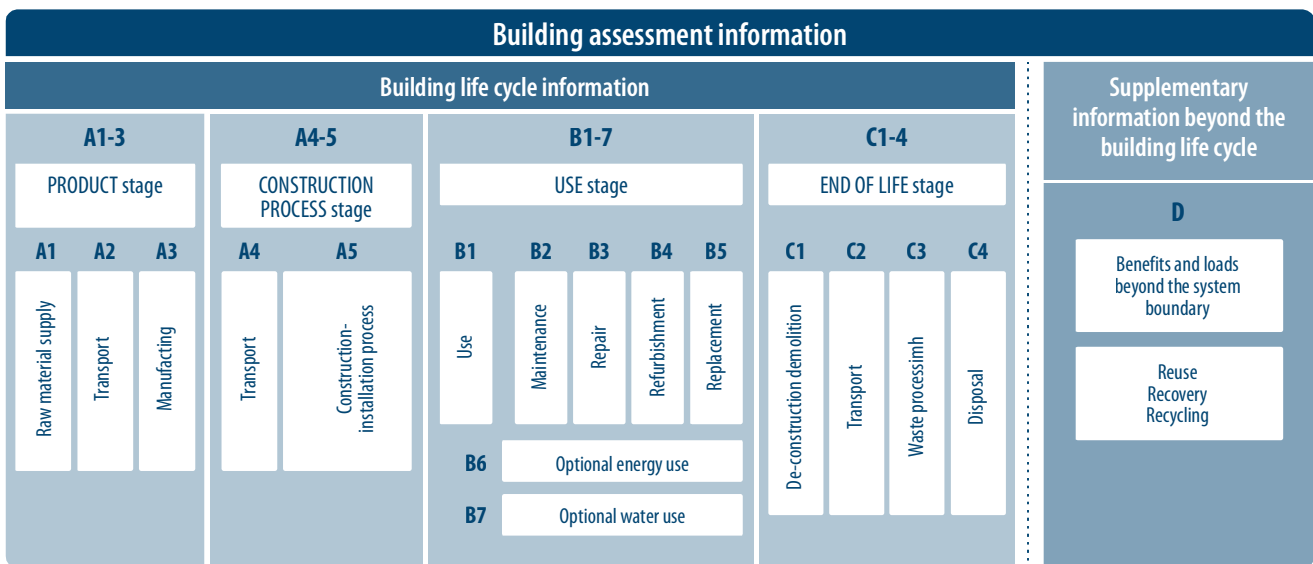 Building assessment information
Building life cycle information
Supplementary
information beyond the
building life cycle
A1-3
PRODUCT stage
A1
A2
A3
Raw material supply
Transport
Manufacting
A4-5
CONSTRUCTION
PROCESS stage
A4
A5
Transport
Construction-
installation process
B1-7
USE stage
B1
B2
B3
B4
B5
Use
Maintenance
Repair
Refurbishment
Replacement
B6
Optional energy use
B7
Optional water use
C1-4
END OF LIFE stage
C1
C2
C3
C4
De-construction demolition
Transport
Waste processimh
Disposal
D
Benefits and loads
beyond the system
boundary
Reuse
Recovery
Recycling